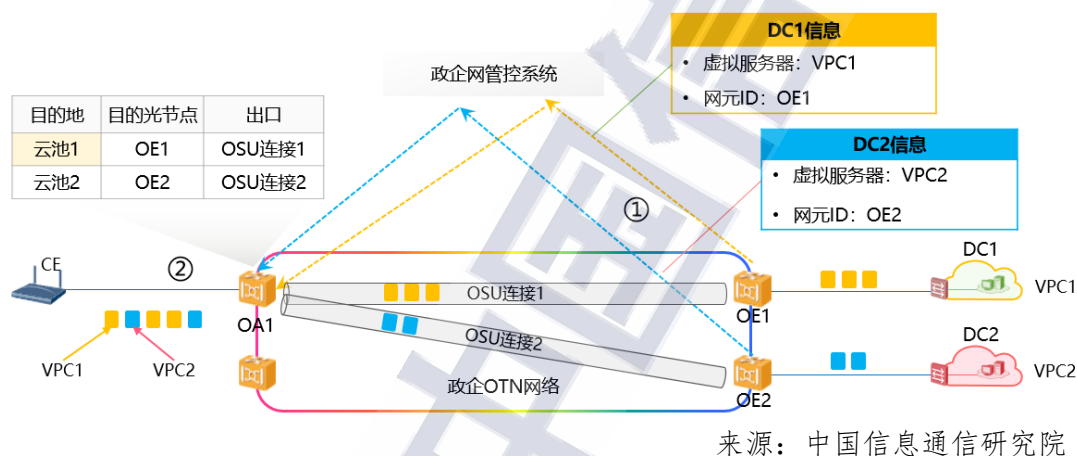 DC1信息
• 虚拟服务器：VPC1
• 网元ID：OE1
政企网管控系统
目的地 目的光节点 出口
云池1 OE1 OSU连接1
云池2 OE2 OSU连接2
DC2信息
• 虚拟服务器：VPC2
• 网元ID：OE2
①
②
CE
OA1
OSU连接1
OSU连接2
OE1
DC1
VPC1
VPC1
VPC2
政企OTN网络
OE2
DC2
VPC2
来源：中国信息通信研究院